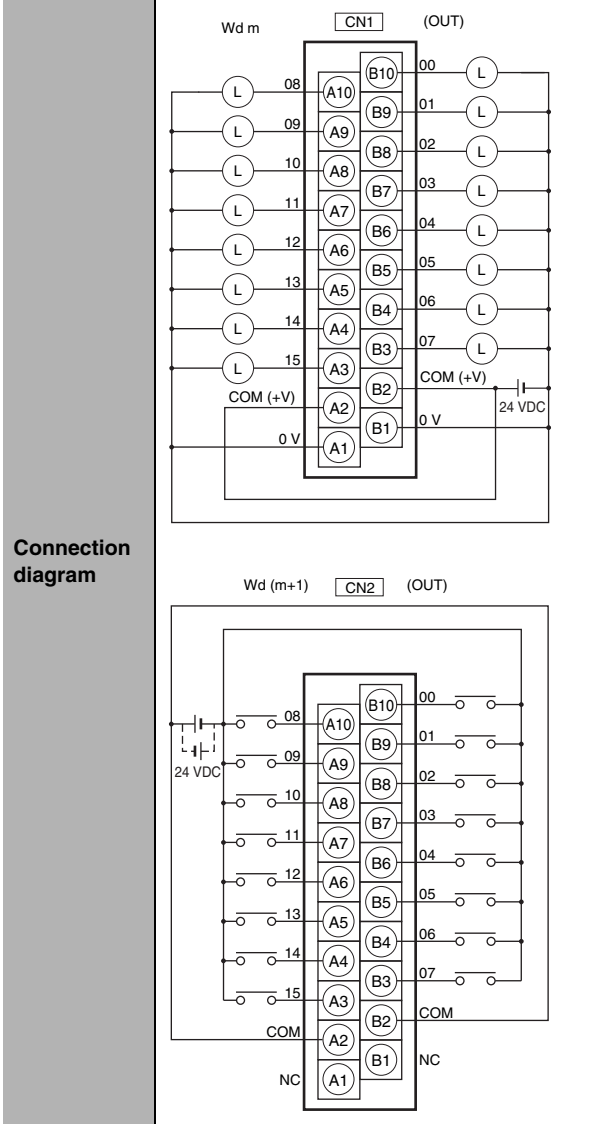 Connection
diagram
Wd m CN1 (OUT)
B10 00 L
L 08 A10
B9 01 L
L 09 A9
B8 02 L
L 10 A8
B7 03 L
L 11 A7
B6 04 L
L 12 A6
B5 05 L
L 13 A5
B4 06 L
L 14 A4
B3 07 L
L 15 A3
B2 COM (+V)
COM (+V) A2
24 VDC
B1 0 V
0 V A1
Wd (m+1) CN2 (OUT)
B10 00
08 A10
B9 01
09 A9
24 VDC
B8 02
10 A8
B7 03
11 A7
B6 04
12 A6
B5 05
13 A5
B4 06
14 A4
B3 07
15 A3
B2 COM
COM A2
B1 NC
NC A1